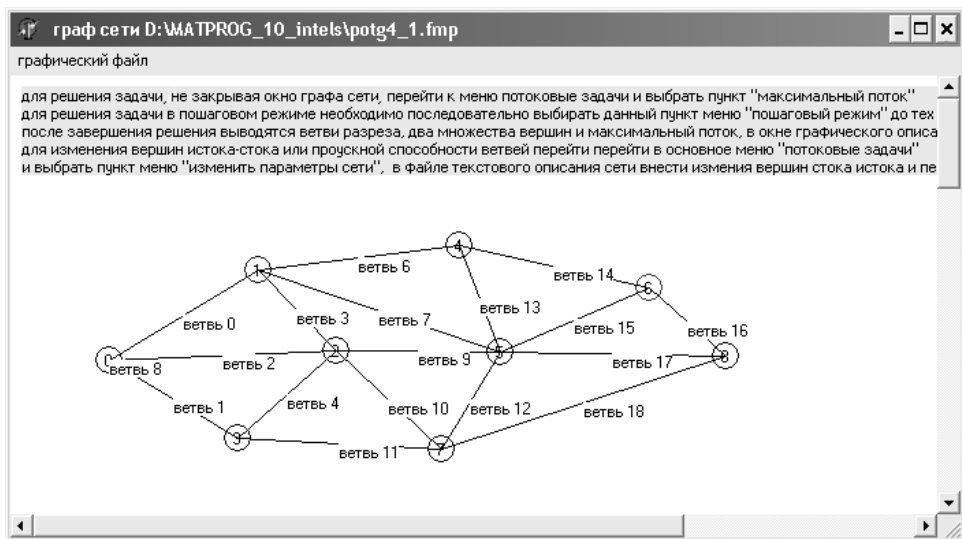 граф сети D:\MATPROG_10_intels\potg4_1.fmp
графический файл
для решения задачи, не закрывая окно графа сети, перейти к меню потоковые задачи и выбрать пункт "максимальный поток"
для решения задачи в пошаговом режиме необходимо последовательно выбирать данный пункт меню "пошаговый режим" до тех
после завершения решения выводятся ветви разреза, два множества вершин и максимальный поток, в окне графического описа
для изменения вершин истока-стока или проускной способности ветвей перейти перейти в основное меню "потоковые задачи"
и выбрать пункт меню "изменить параметры сети", в файле текстового описания сети внести измения вершин стока истока и пе
4
ветвь 6
1
ветвь 14
6
ветвь 13
ветвь 0
ветвь 3
ветвь 7
ветвь 15
ветвь 16
0
ветвь 8
ветвь 2
2
ветвь 9
5
ветвь 17
8
ветвь 1
ветвь 4
ветвь 10
ветвь 12
ветвь 18
3
ветвь 11
7